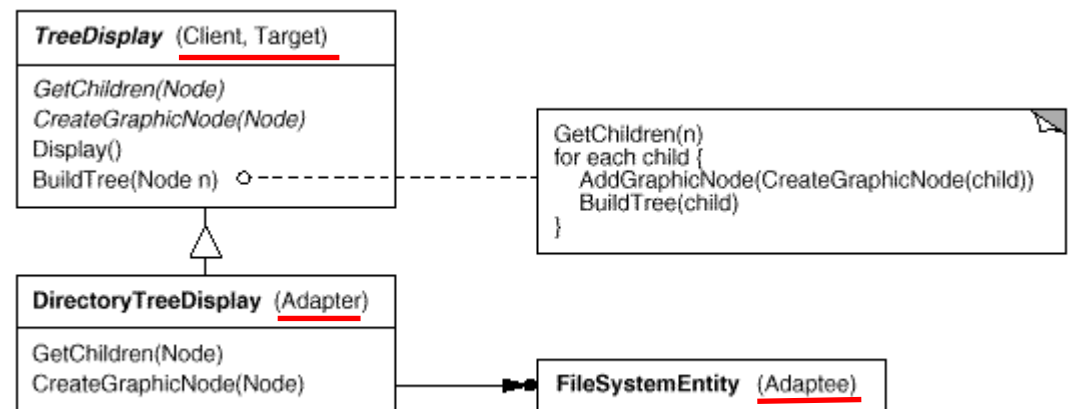 TreeDisplay (Client, Target)
GetChildren(Node)
CreateGraphicNode(Node)
Display()
BuildTree(Node n)
GetChildren(n)
for each child {
AddGraphicNode(CreateGraphicNode(child))
BuildTree(child)
}
DirectoryTreeDisplay (Adapter)
GetChildren(Node)
CreateGraphicNode(Node)
FileSystemEntity (Adaptee)